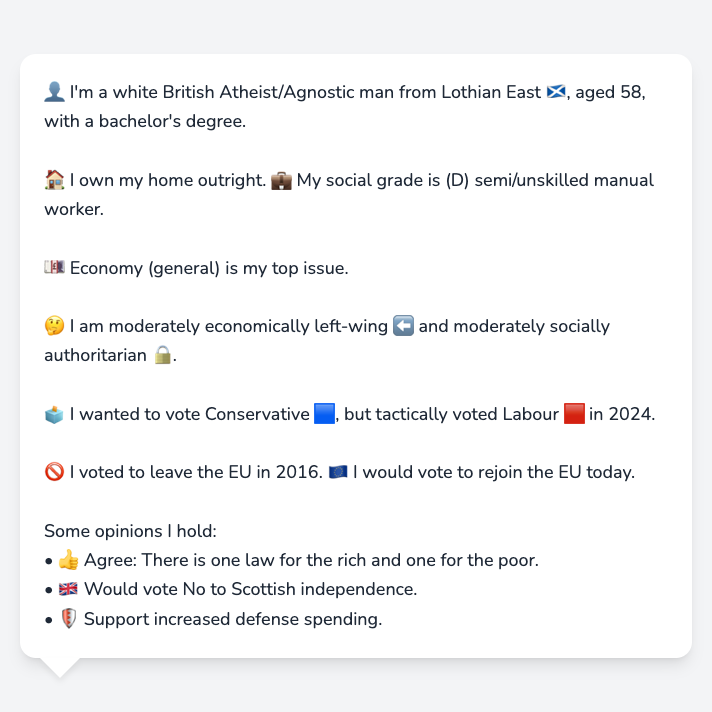 👤 I'm a white British Atheist/Agnostic man from Lothian East 🏴󠁧󠁢󠁳󠁣󠁴󠁿, aged 58,
with a bachelor's degree.
🏠 I own my home outright. 💼 My social grade is (D) semi/unskilled manual
worker.
💷 Economy (general) is my top issue.
🤔 I am moderately economically left-wing ⬅️ and moderately socially
authoritarian 🔒.
🗳️ I wanted to vote Conservative 🟦, but tactically voted Labour 🟥 in 2024.
🚫 I voted to leave the EU in 2016. 🇪🇺 I would vote to rejoin the EU today.
Some opinions I hold:
• 👍 Agree: There is one law for the rich and one for the poor.
• 🇬🇧 Would vote No to Scottish independence.
• 🛡️ Support increased defense spending.